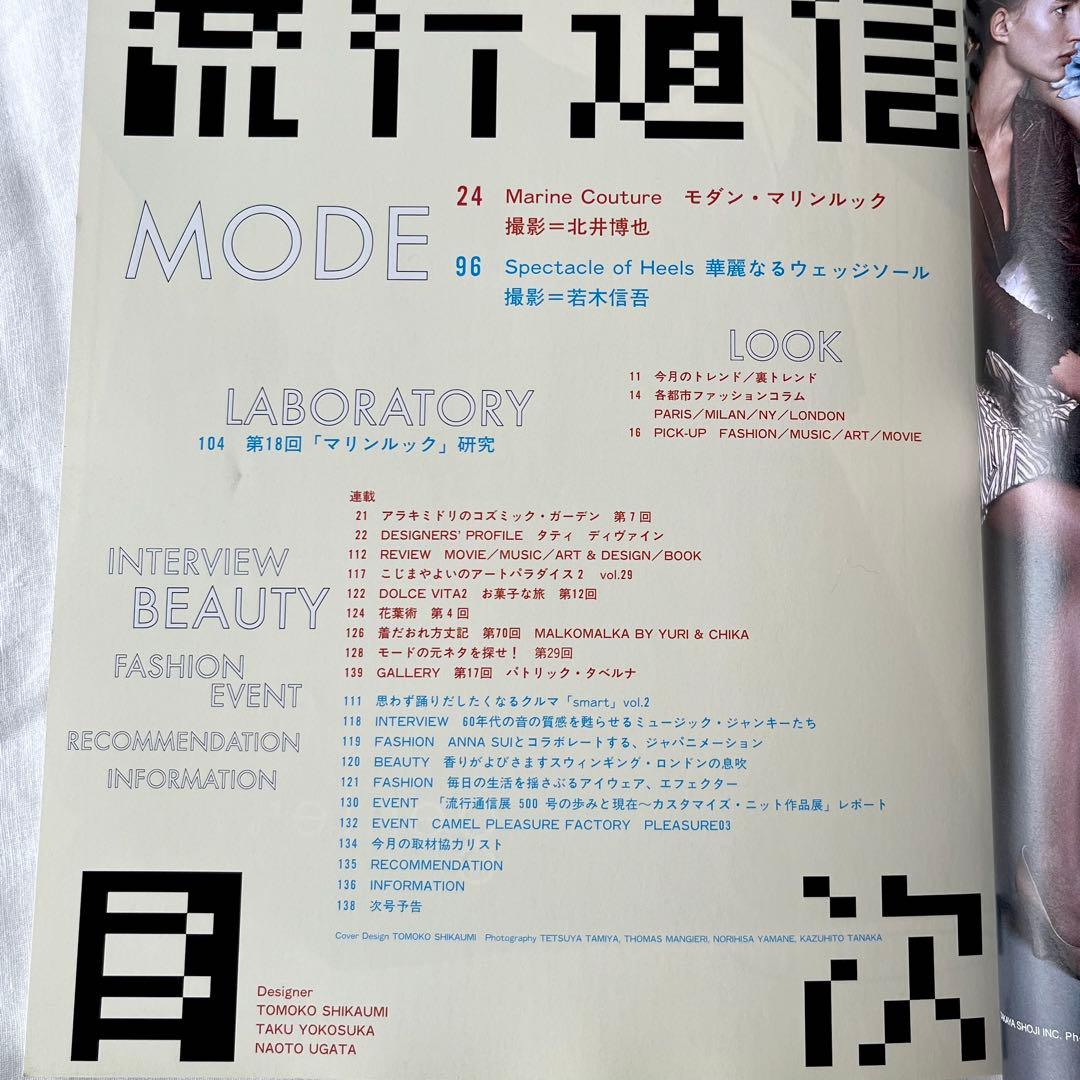 流行通信
MODE
24 Marine Couture モダン・マリンルック
撮影＝北井博也
96 Spectacle of Heels 華麗なるウェッジソール
撮影＝若木信吾
LOOK
11 今月のトレンド／裏トレンド
14 各都市ファッションコラム
PARIS／MILAN／NY／LONDON
16 PICK-UP FASHION／MUSIC／ART／MOVIE
LABORATORY
104 第18回「マリンルック」研究
連載
21 アラキミドリのコズミック・ガーデン 第7回
22 DESIGNERS' PROFILE タティ ディヴァイン
112 REVIEW MOVIE／MUSIC／ART & DESIGN／BOOK
117 こじまやよいのアートパラダイス2 vol.29
122 DOLCE VITA2 お菓子な旅 第12回
124 花葉術 第4回
126 着だおれ方丈記 第70回 MALKOMALKA BY YURI & CHIKA
128 モードの元ネタを探せ！ 第29回
139 GALLERY 第17回 パトリック・タベルナ
INTERVIEW
BEAUTY
FASHION
EVENT
RECOMMENDATION
INFORMATION
111 思わず踊りだしたくなるクルマ「smart」vol.2
118 INTERVIEW 60年代の音の質感を甦らせるミュージック・ジャンキーたち
119 FASHION ANNA SUIとコラボレートする、ジャパニメーション
120 BEAUTY 香りがよびさますスウィンギング・ロンドンの息吹
121 FASHION 毎日の生活を揺さぶるアイウェア、エフェクター
130 EVENT 「流行通信展 500 号の歩みと現在〜カスタマイズ・ニット作品展」レポート
132 EVENT CAMEL PLEASURE FACTORY PLEASURE03
134 今月の取材協力リスト
135 RECOMMENDATION
136 INFORMATION
138 次号予告
Cover Design TOMOKO SHIKAUMI Photography TETSUYA TAMIYA, THOMAS MANGIERI, NORIHISA YAMANE, KAZUHITO TANAKA
目次
Designer
TOMOKO SHIKAUMI
TAKU YOKOSUKA
NAOTO UGATA
SHOJI INC. Ph